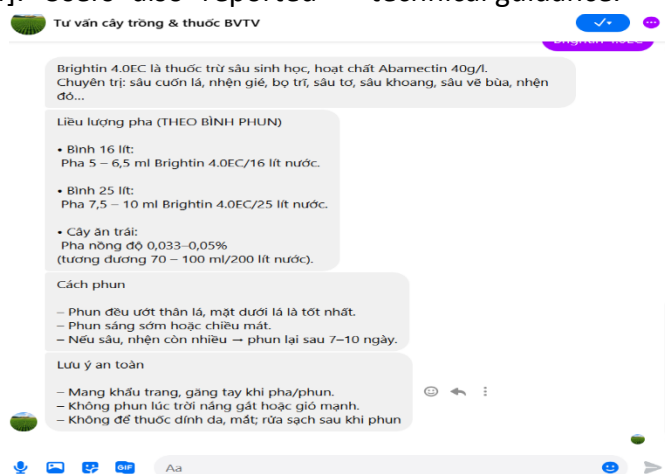 Users also reported technical guidance.
Tư vấn cây trồng & thuốc BVTV
Brightin 4.0EC là thuốc trừ sâu sinh học, hoạt chất Abamectin 40g/l.
Chuyên trị: sâu cuốn lá, nhện gié, bọ trĩ, sâu tơ, sâu khoang, sâu vẽ bùa, nhện
đỏ...
Liều lượng pha (THEO BÌNH PHUN)
• Bình 16 lít:
Pha 5 – 6,5 ml Brightin 4.0EC/16 lít nước.
• Bình 25 lít:
Pha 7,5 – 10 ml Brightin 4.0EC/25 lít nước.
• Cây ăn trái:
Pha nồng độ 0,033–0,05%
(tương đương 70 – 100 ml/200 lít nước).
Cách phun
– Phun đều ướt thân lá, mặt dưới lá là tốt nhất.
– Phun sáng sớm hoặc chiều mát.
– Nếu sâu, nhện còn nhiều → phun lại sau 7–10 ngày.
Lưu ý an toàn
– Mang khẩu trang, găng tay khi pha/phun.
– Không phun lúc trời nắng gắt hoặc gió mạnh.
– Không để thuốc dính da, mắt; rửa sạch sau khi phun
GIF
Aa